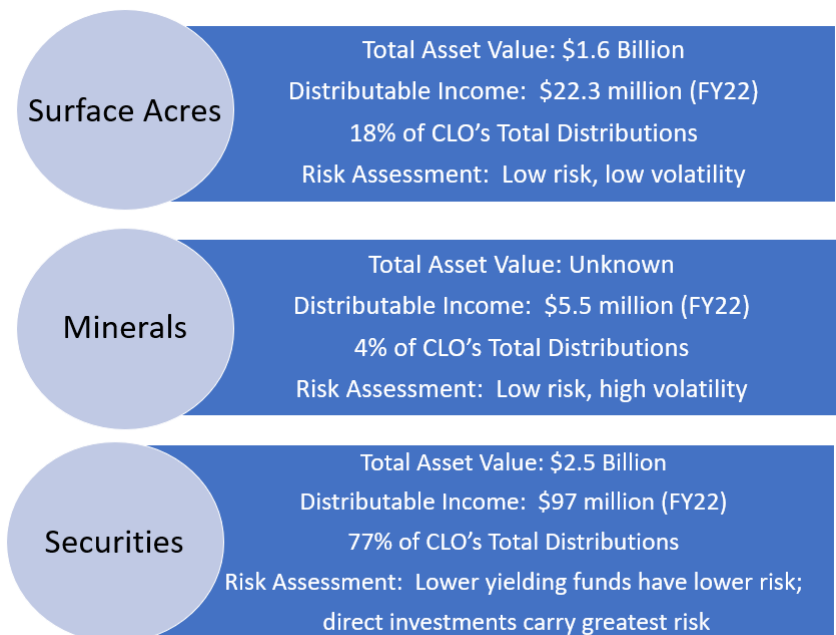 Surface Acres
Total Asset Value: $1.6 Billion
Distributable Income:  $22.3 million (FY22)
18% of CLO’s Total Distributions
Risk Assessment:  Low risk, low volatility
Minerals
Total Asset Value: Unknown
Distributable Income:  $5.5 million (FY22)
4% of CLO’s Total Distributions
Risk Assessment:  Low risk, high volatility
Securities
Total Asset Value: $2.5 Billion
Distributable Income:  $97 million (FY22)
77% of CLO’s Total Distributions
Risk Assessment:  Lower yielding funds have lower risk;
direct investments carry greatest risk